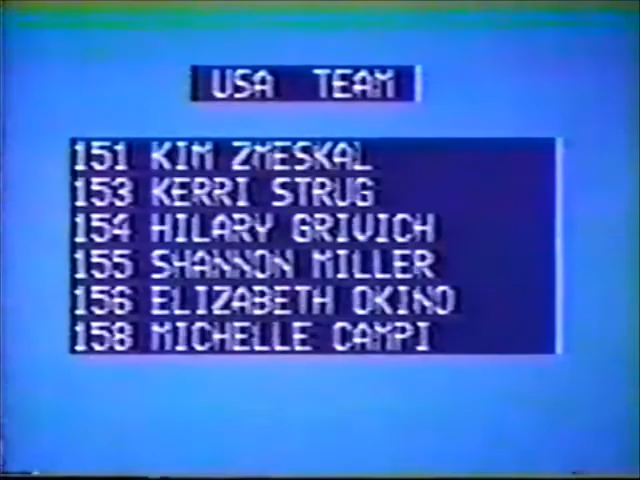 USA TEAM
151 KIM ZMESKAL
153 KERRI STRUG
154 HILARY GRIVICH
155 SHANNON MILLER
156 ELIZABETH OKINO
158 MICHELLE CAMPI